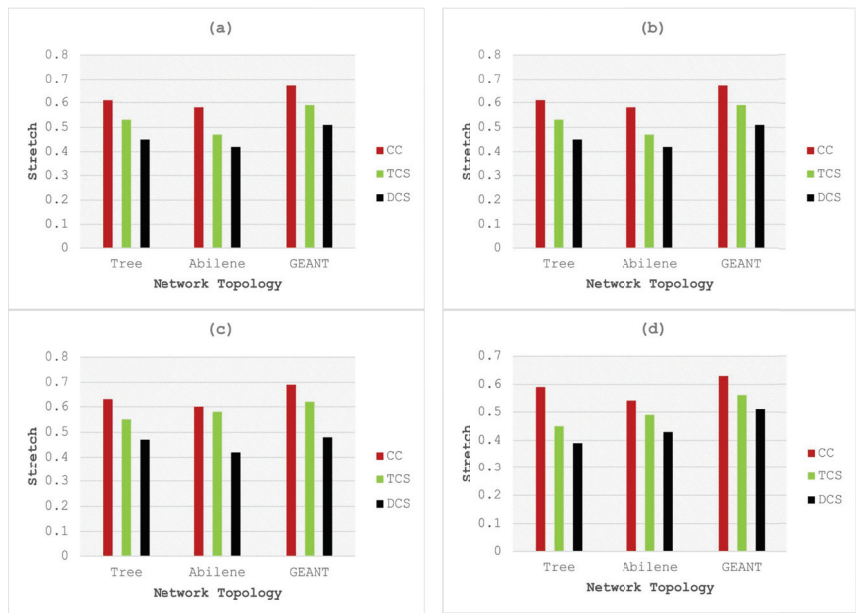 (a)
0.8
0.7
0.6
0.5
0.4
0.3
0.2
0.1
0
Stretch
Tree Abilene GEANT
Network Topology
CC
TCS
DCS
(b)
0.8
0.7
0.6
0.5
0.4
0.3
0.2
0.1
0
Stretch
Tree Abilene GEANT
Network Topology
CC
TCS
DCS
(c)
0.8
0.7
0.6
0.5
0.4
0.3
0.2
0.1
0
Stretch
Tree Abilene GEANT
Network Topology
CC
TCS
DCS
(d)
0.7
0.6
0.5
0.4
0.3
0.2
0.1
0
Stretch
Tree Abilene GEANT
Network Topology
CC
TCS
DCS